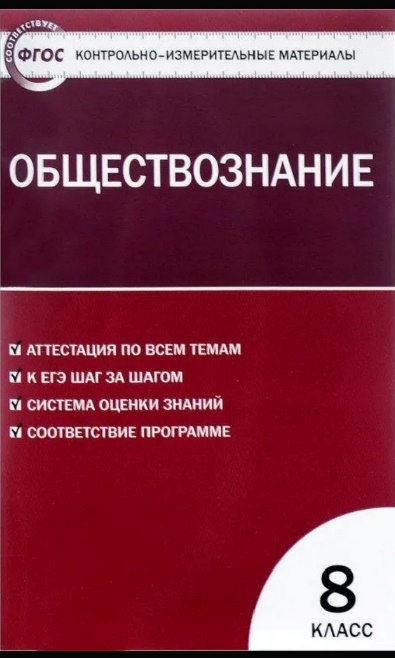 СООТВЕТСТВУЕТ
ФГОС
КОНТРОЛЬНО-ИЗМЕРИТЕЛЬНЫЕ МАТЕРИАЛЫ
ОБЩЕСТВОЗНАНИЕ
АТТЕСТАЦИЯ ПО ВСЕМ ТЕМАМ
К ЕГЭ ШАГ ЗА ШАГОМ
СИСТЕМА ОЦЕНКИ ЗНАНИЙ
СООТВЕТСТВИЕ ПРОГРАММЕ
8
КЛАСС